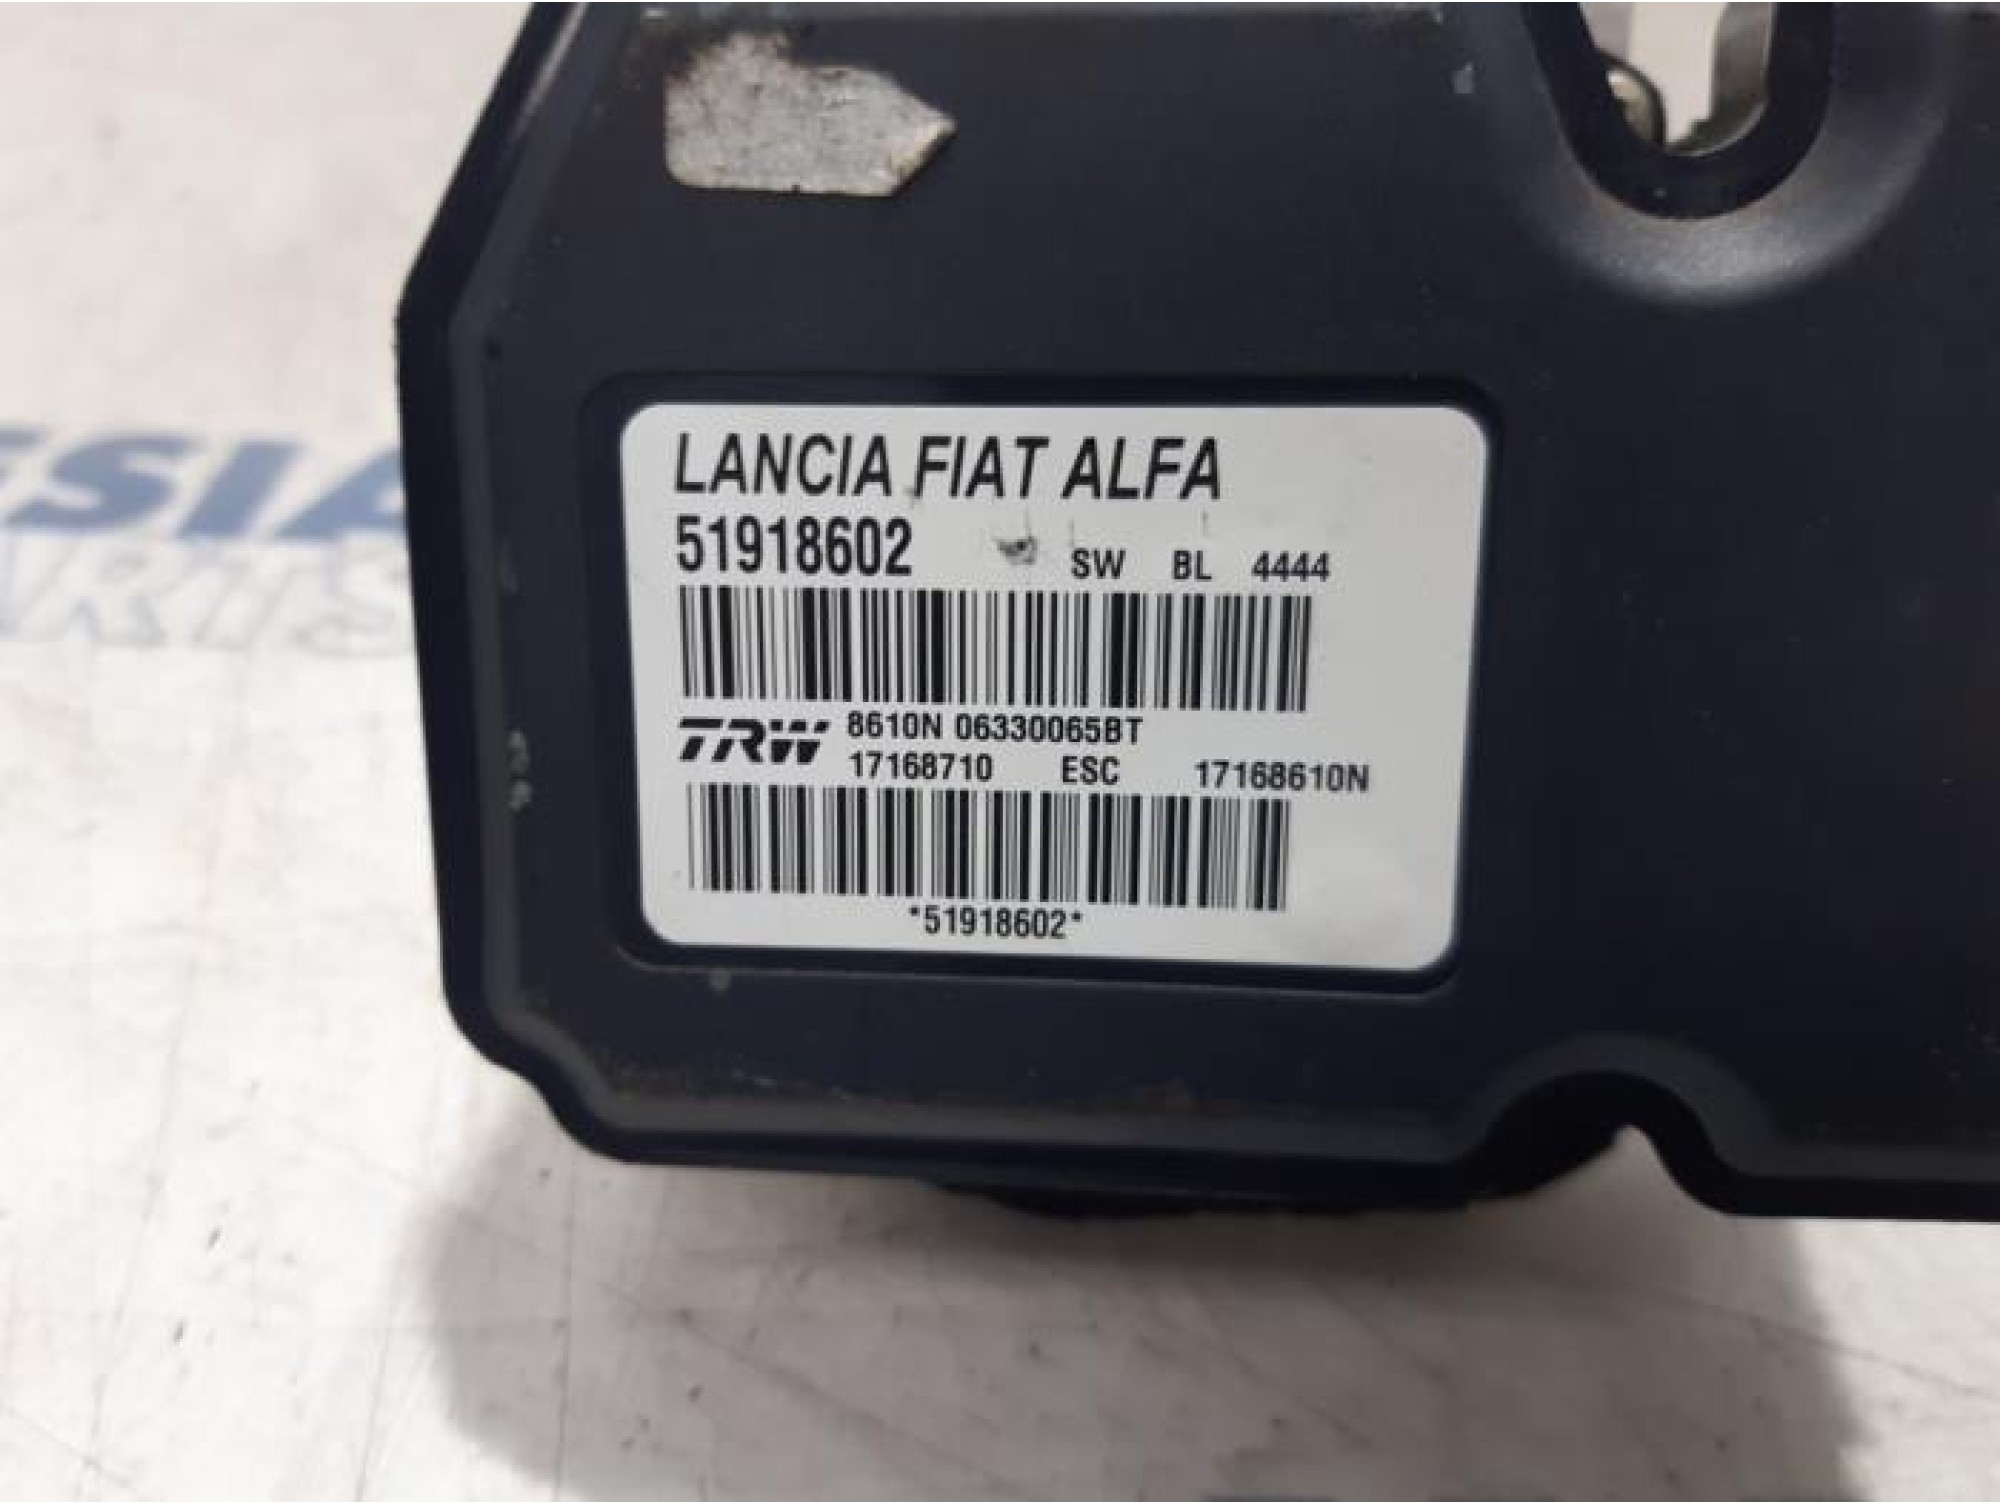 LANCIA FIAT ALFA
51918602 SW BL 4444
TRW 8610N 06330065BT
17168710 ESC 17168610N
*51918602*